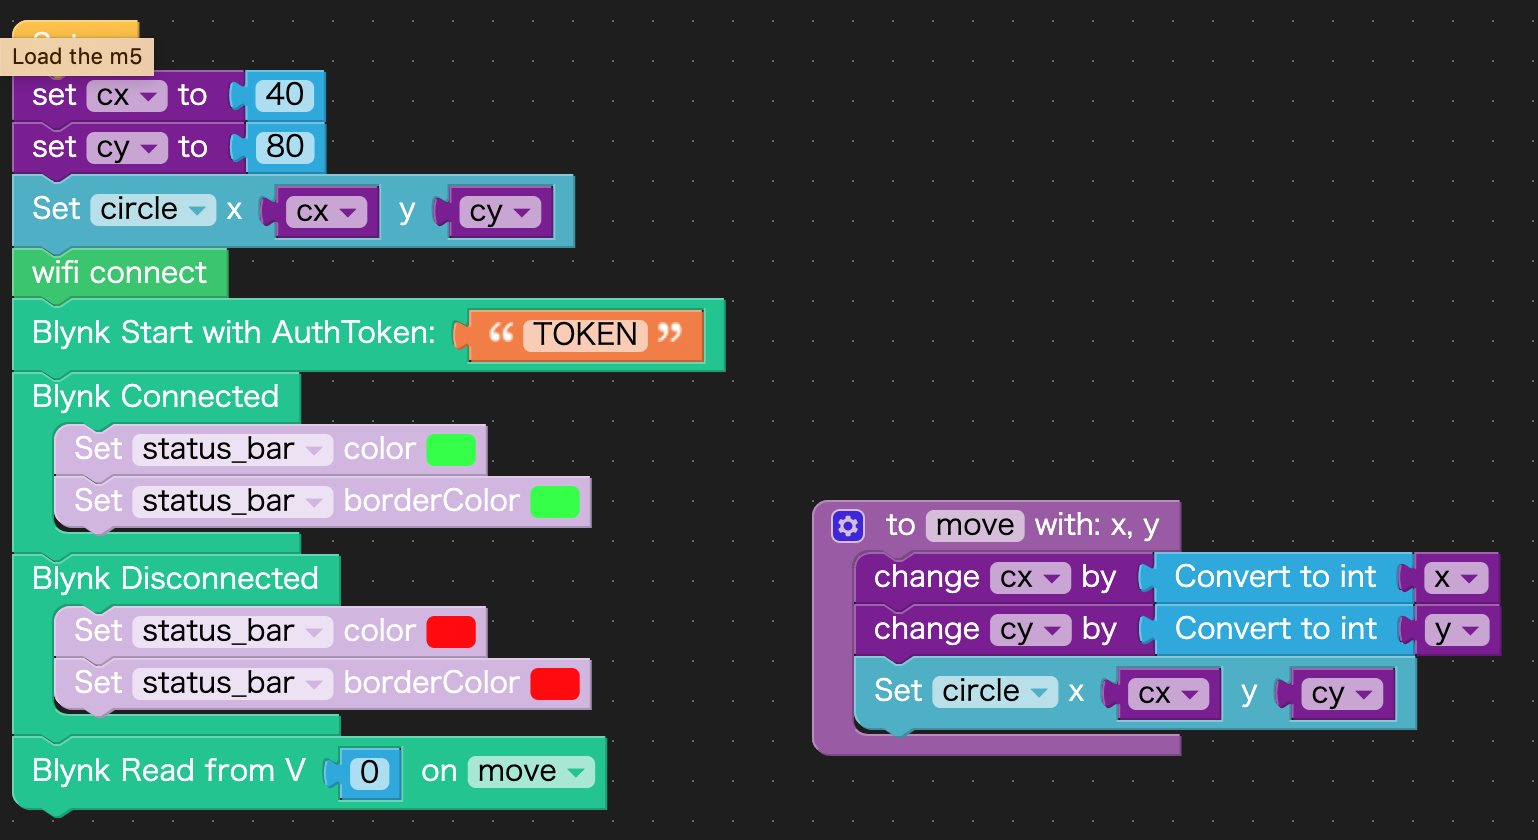 Load the m5
set cx to 40
set cy to 80
Set circle x cx y cy
wifi connect
Blynk Start with AuthToken: “ TOKEN ”
Blynk Connected
Set status_bar color
Set status_bar borderColor
Blynk Disconnected
Set status_bar color
Set status_bar borderColor
Blynk Read from V 0 on move
to move with: x, y
change cx by Convert to int x
change cy by Convert to int y
Set circle x cx y cy